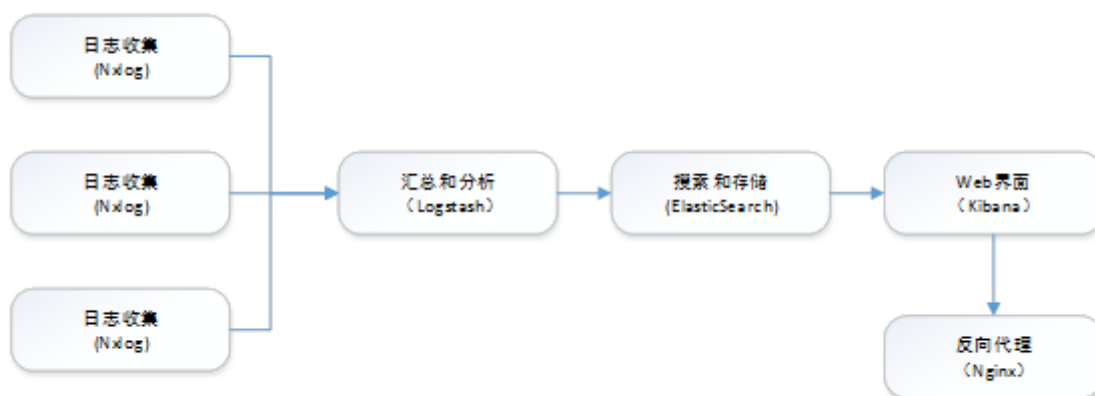 日志收集
(Nxlog)
日志收集
(Nxlog)
日志收集
(Nxlog)
汇总和分析
（Logstash）
搜索和存储
(ElasticSearch)
Web界面
（Kibana）
反向代理
（Nginx）